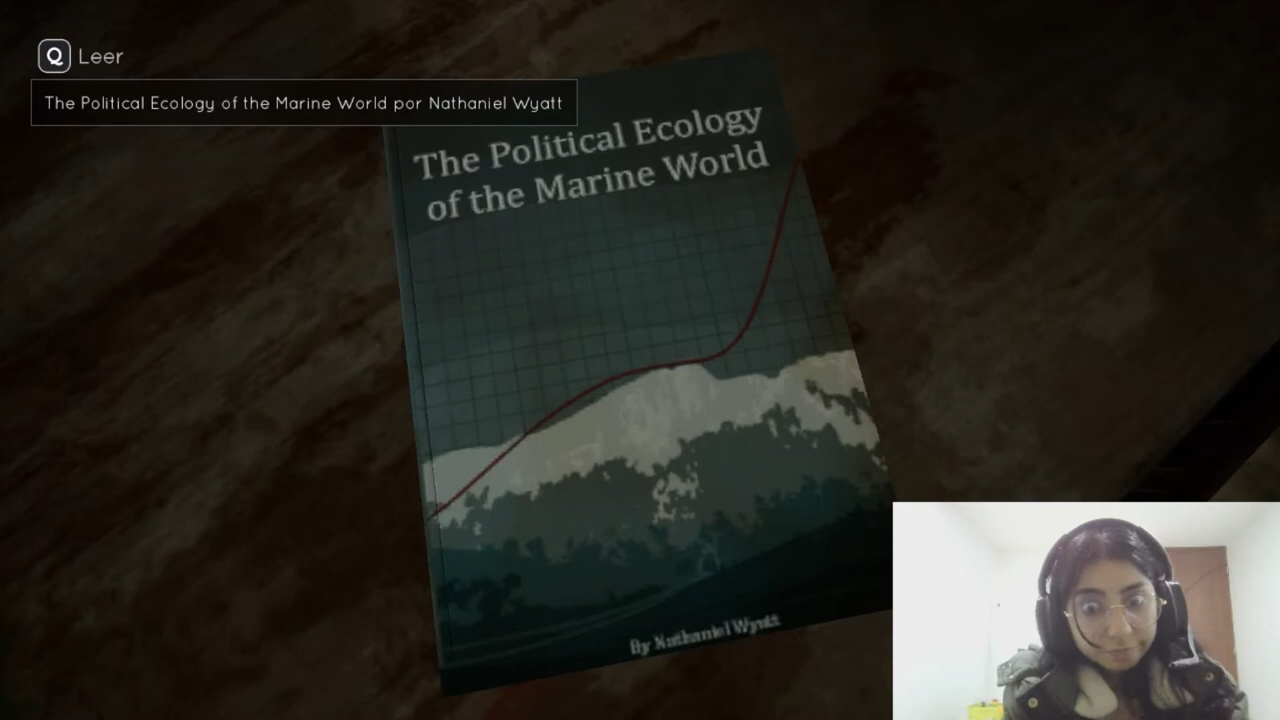 Q Leer
The Political Ecology of the Marine World por Nathaniel Wyatt
The Political Ecology
of the Marine World
By Nathaniel Wyatt